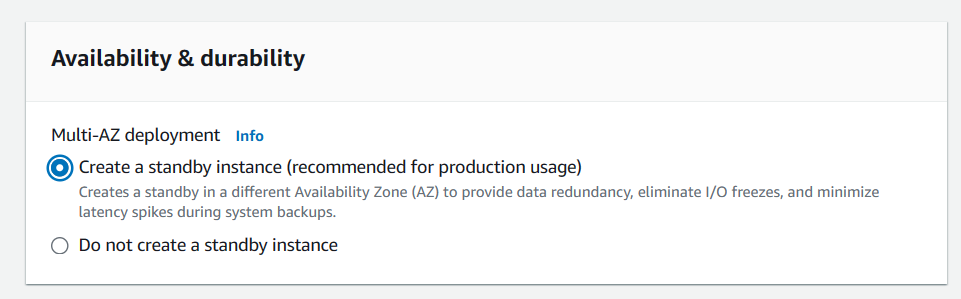 Availability & durability
Multi-AZ deployment Info
Create a standby instance (recommended for production usage)
Creates a standby in a different Availability Zone (AZ) to provide data redundancy, eliminate I/O freezes, and minimize
latency spikes during system backups.
Do not create a standby instance